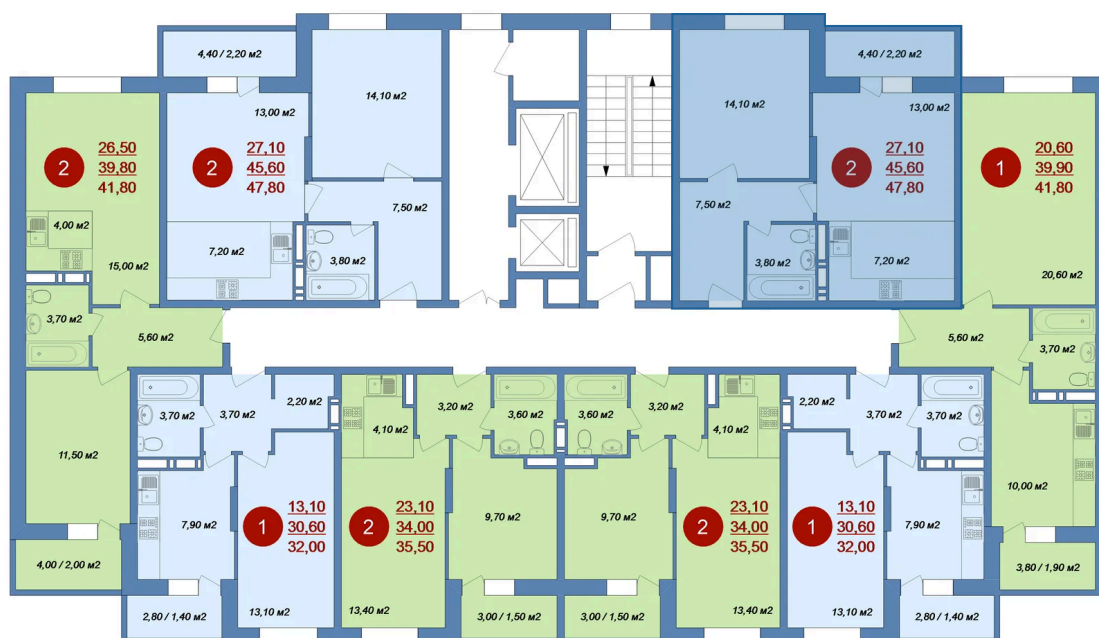 4,40 / 2,20 м2
14,10 м2
13,00 м2
2
27,10
45,60
47,80
7,20 м2
7,50 м2
3,80 м2
2
26,50
39,80
41,80
4,00 м2
15,00 м2
3,70 м2
5,60 м2
11,50 м2
4,00 / 2,00 м2
14,10 м2
4,40 / 2,20 м2
13,00 м2
2
27,10
45,60
47,80
7,50 м2
3,80 м2
7,20 м2
1
20,60
39,90
41,80
20,60 м2
5,60 м2
3,70 м2
10,00 м2
3,80 / 1,90 м2
3,70 м2
3,70 м2
2,20 м2
7,90 м2
1
13,10
30,60
32,00
13,10 м2
2,80 / 1,40 м2
4,10 м2
3,20 м2
3,60 м2
2
23,10
34,00
35,50
9,70 м2
13,40 м2
3,00 / 1,50 м2
3,60 м2
3,20 м2
4,10 м2
9,70 м2
2
23,10
34,00
35,50
13,40 м2
3,00 / 1,50 м2
2,20 м2
3,70 м2
3,70 м2
1
13,10
30,60
32,00
7,90 м2
13,10 м2
2,80 / 1,40 м2